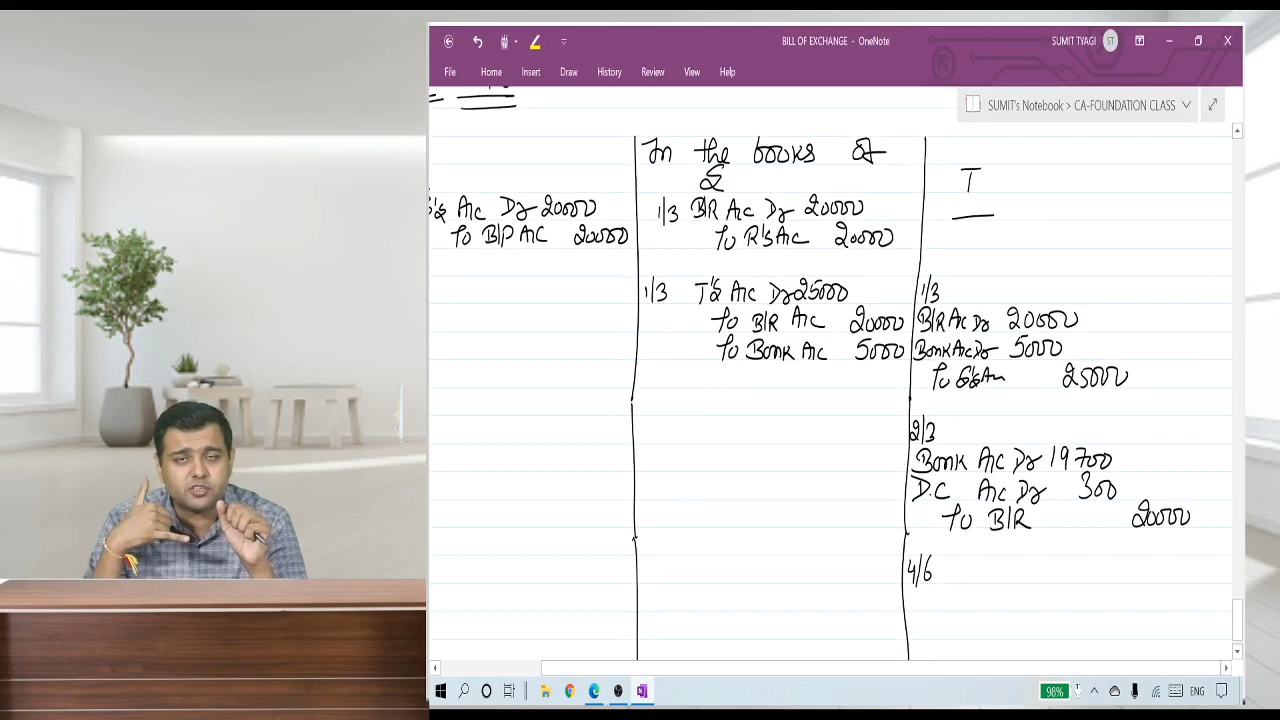 BILL OF EXCHANGE - OneNote
SUMIT TYAGI
ST
File Home Insert Draw History Review View Help
SUMIT's Notebook > CA-FOUNDATION CLASS
In the books of
S
T
S's A/c Dr 20000
To B/P A/c 20000
1/3 B/R A/c Dr 20000
To R's A/c 20000
1/3 T's A/c Dr 25000
To B/R A/c 20000
To Bank A/c 5000
1/3
B/R A/c Dr 20000
Bank A/c Dr 5000
To S's A/c 25000
2/3
Bank A/c Dr 19700
D.C A/c Dr 300
To B/R 20000
4/6
98%
ENG